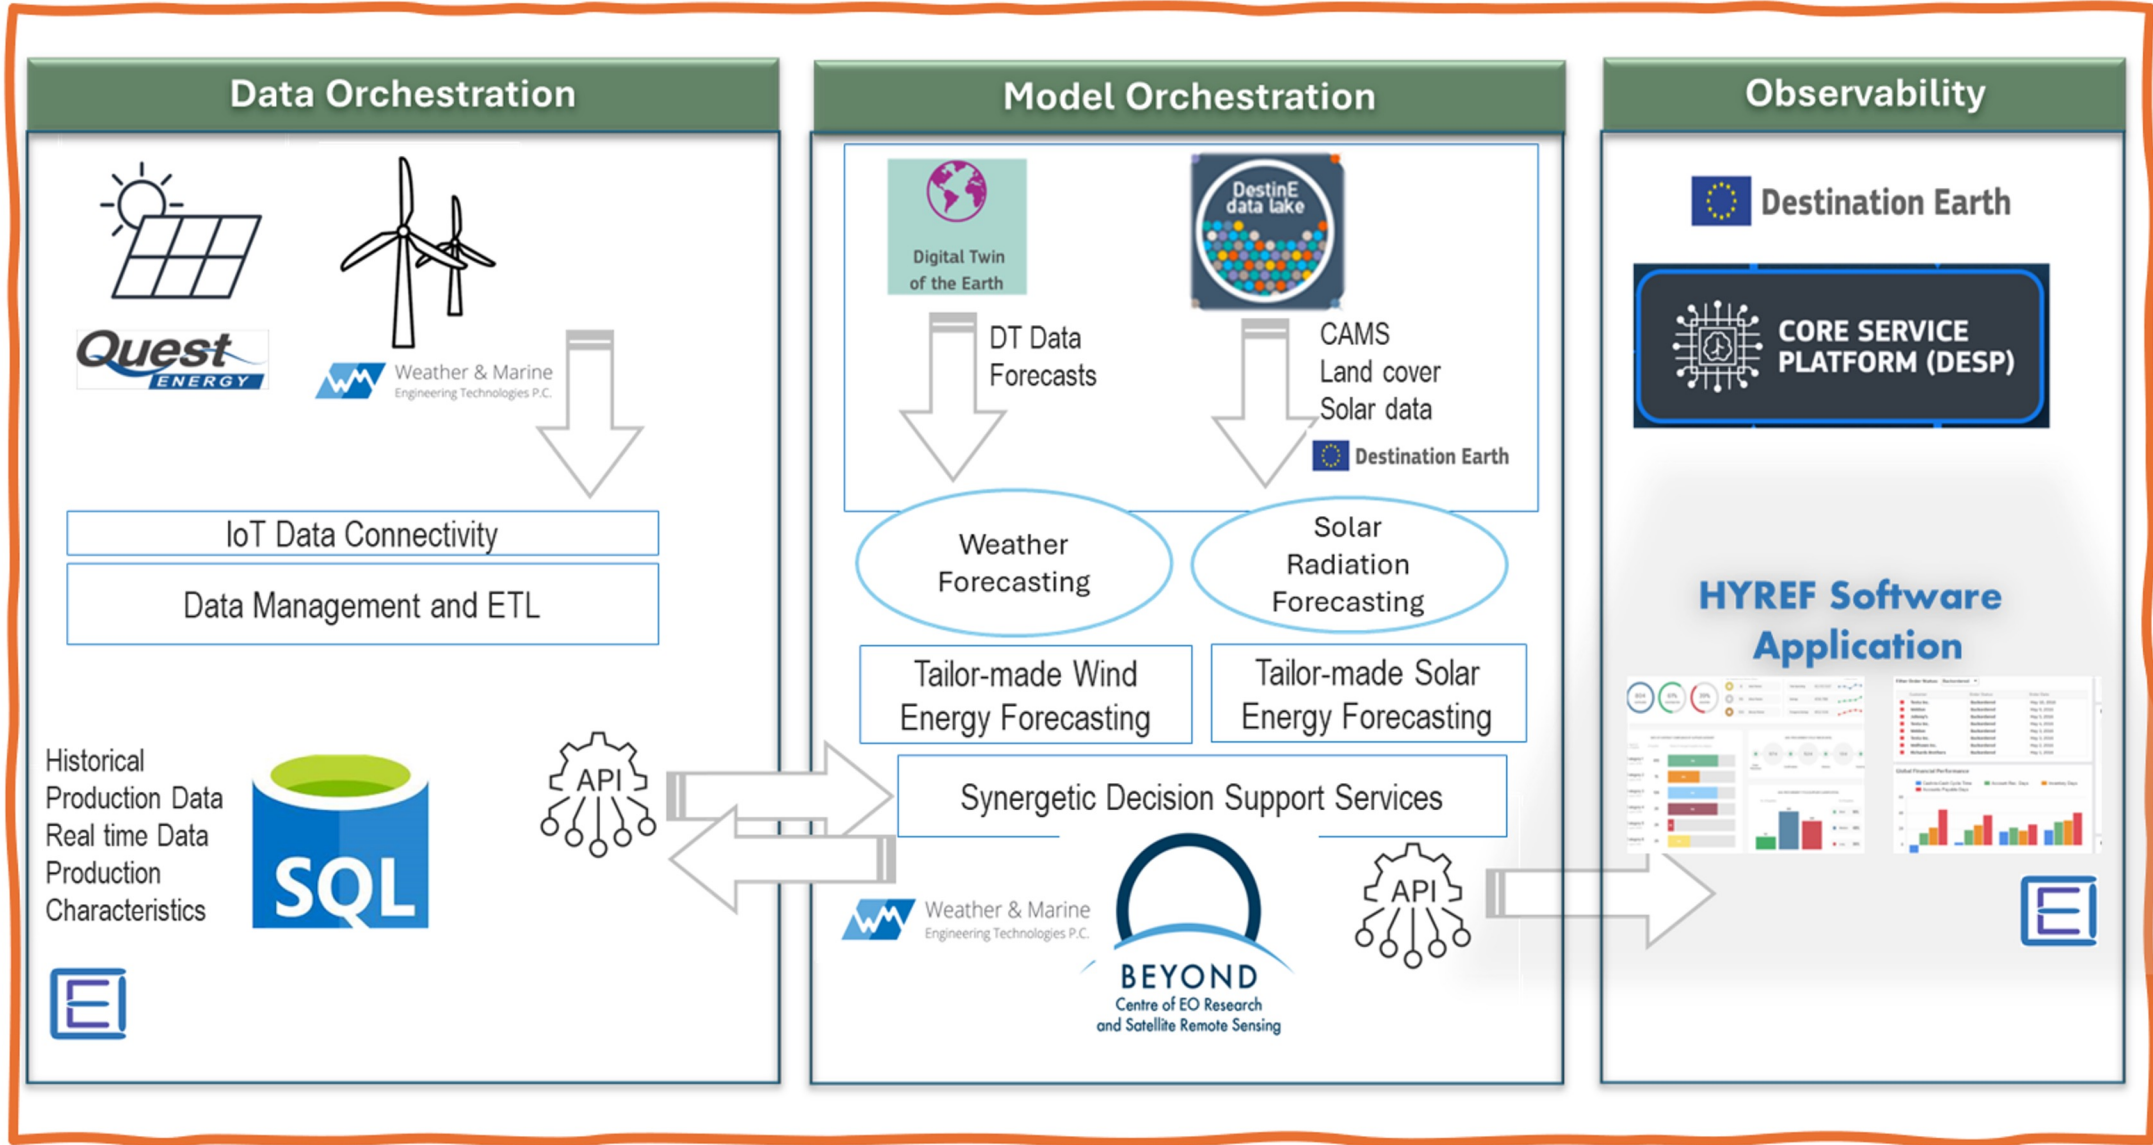 Data Orchestration
Quest
ENERGY
Weather & Marine
Engineering Technologies P.C.
IoT Data Connectivity
Data Management and ETL
Historical
Production Data
Real time Data
Production
Characteristics
SQL
API
Model Orchestration
Digital Twin
of the Earth
DestinE
data lake
DT Data
Forecasts
CAMS
Land cover
Solar data
Destination Earth
Weather
Forecasting
Solar
Radiation
Forecasting
Tailor-made Wind
Energy Forecasting
Tailor-made Solar
Energy Forecasting
Synergetic Decision Support Services
Weather & Marine
Engineering Technologies P.C.
BEYOND
Centre of EO Research
and Satellite Remote Sensing
API
Observability
Destination Earth
CORE SERVICE
PLATFORM (DESP)
HYREF Software
Application
Global Financial Performance